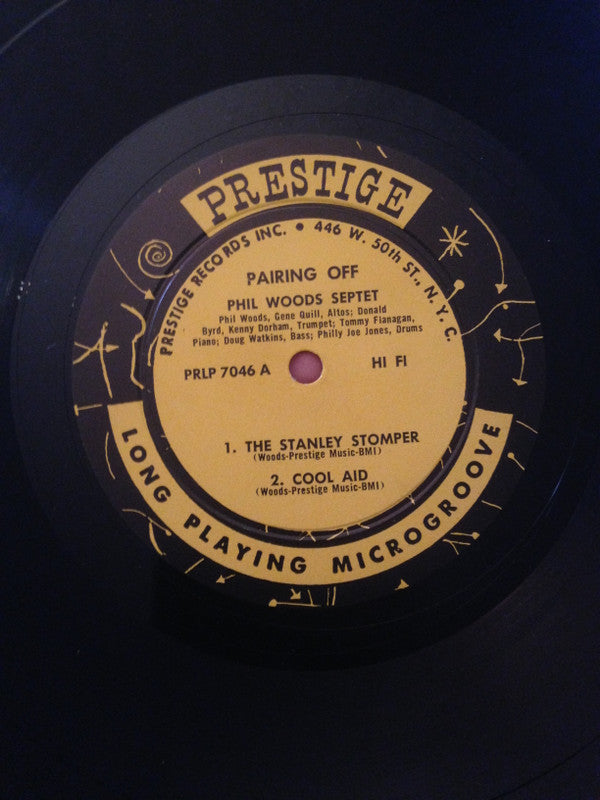 PRESTIGE
PRESTIGE RECORDS INC. • 446 W. 50th ST., N. Y. C.
PAIRING OFF
PHIL WOODS SEPTET
Phil Woods, Gene Quill, Altos; Donald
Byrd, Kenny Dorham, Trumpet; Tommy Flanagan,
Piano; Doug Watkins, Bass; Philly Joe Jones, Drums
PRLP 7046 A HI FI
1. THE STANLEY STOMPER
(Woods-Prestige Music-BMI)
2. COOL AID
(Woods-Prestige Music-BMI)
LONG PLAYING MICROGROOVE